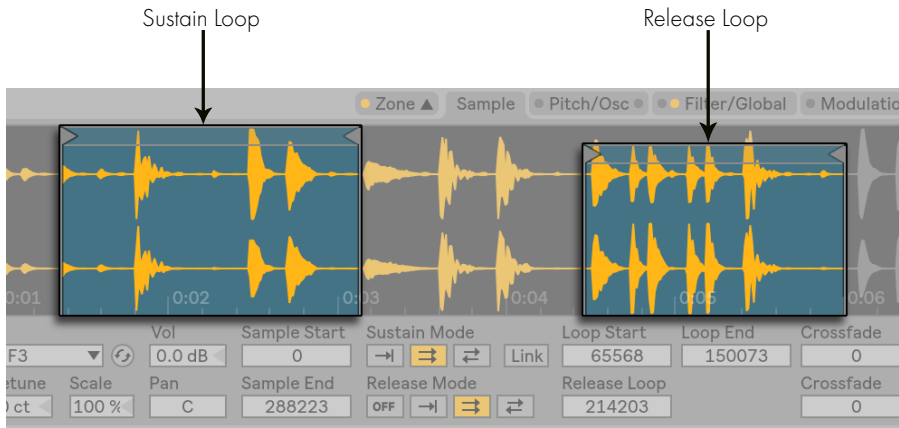 Sustain Loop
Release Loop
Zone Sample Pitch/Osc Filter/Global Modulatio
0:01 0:02 0:03 0:04 0:05 0:06
Vol Sample Start Sustain Mode Loop Start Loop End Crossfade
F3 0.0 dB 0 Link 65568 150073 0
etune Scale Pan Sample End Release Mode Release Loop Crossfade
0 ct 100 % C 288223 OFF 214203 0